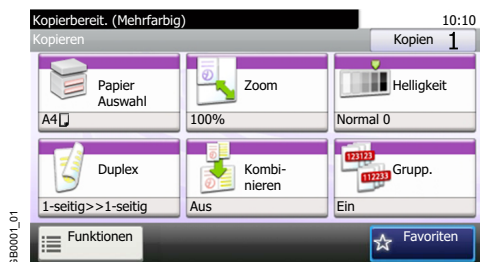 Kopierbereit. (Mehrfarbig)
10:10
Kopieren
Kopien 1
Papier
Auswahl
A4
Zoom
100%
Helligkeit
Normal 0
Duplex
1-seitig>>1-seitig
Kombi-
nieren
Aus
123123
112233
Grupp.
Ein
Funktionen
Favoriten
GB0001_01